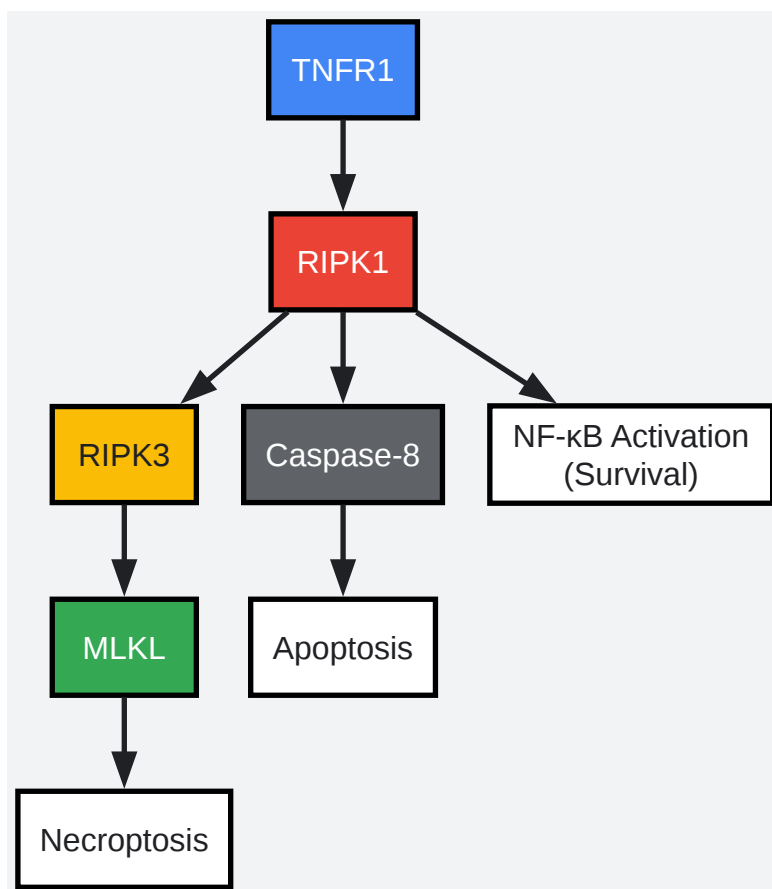 TNFR1
RIPK1
RIPK3
Caspase-8
NF-κB Activation
(Survival)
MLKL
Apoptosis
Necroptosis